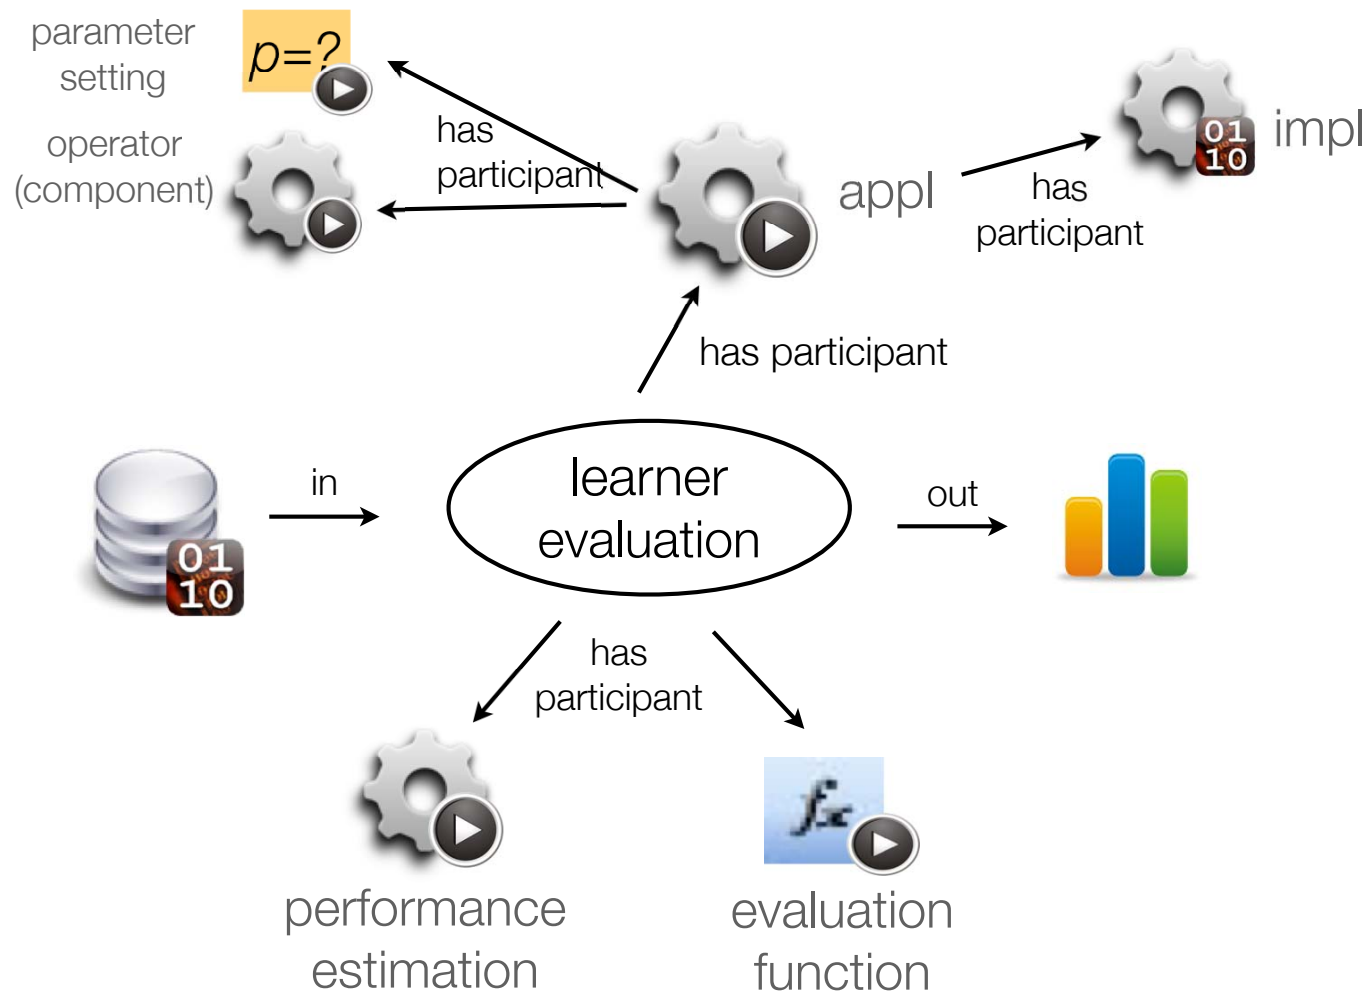 parameter
setting
p=?
operator
(component)
has
participant
appl
01
10
impl
has
participant
has participant
in
learner
evaluation
out
01
10
has
participant
fx
performance
estimation
evaluation
function